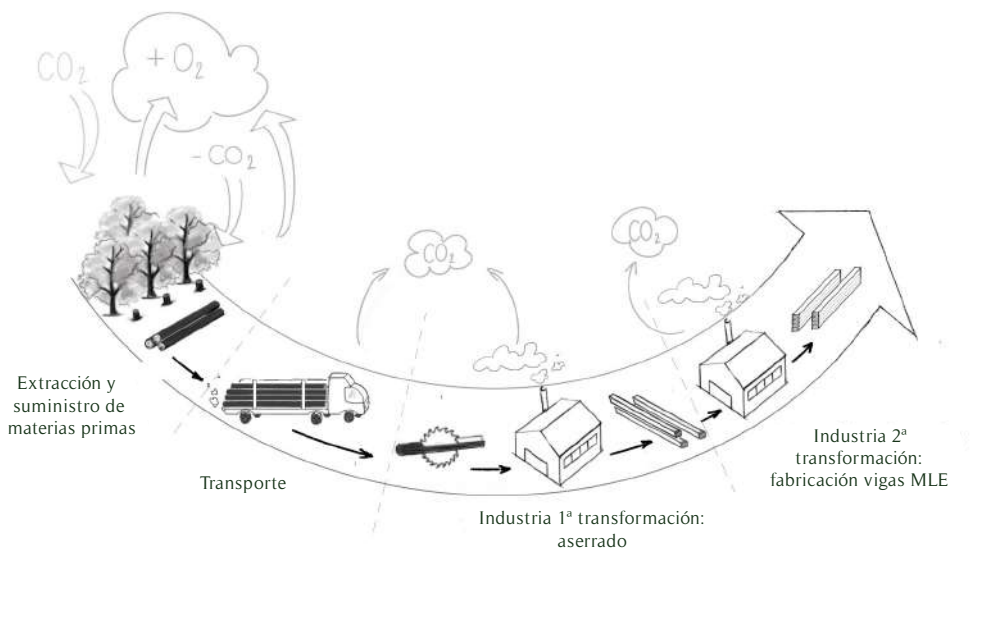 CO₂
+ O₂
- CO₂
CO₂
CO₂
Extracción y
suministro de
materias primas
Transporte
Industria 1ª transformación:
aserrado
Industria 2ª
transformación:
fabricación vigas MLE